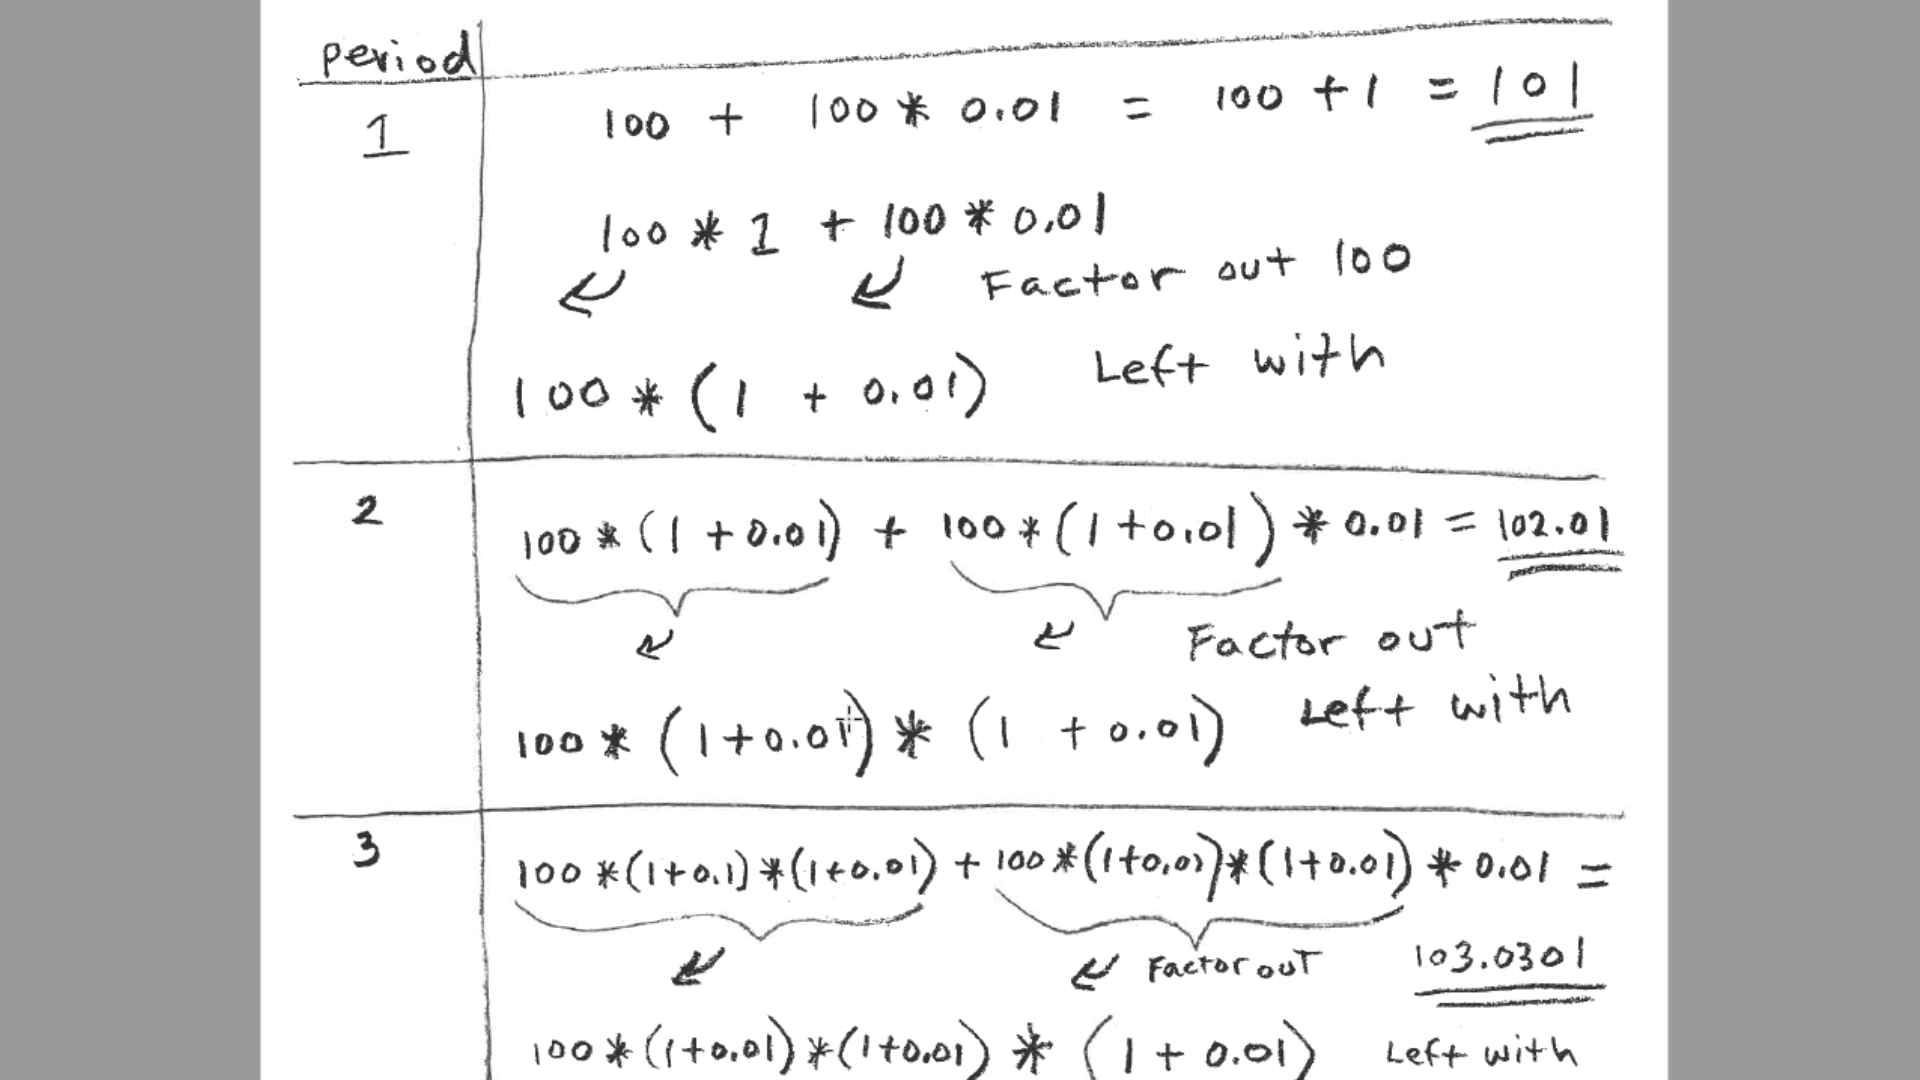 period
1
100 + 100 * 0.01 = 100 + 1 = 101
100 * 1 + 100 * 0.01
Factor out 100
100 * (1 + 0.01) Left with
2
100 * (1 + 0.01) + 100 * (1 + 0.01) * 0.01 = 102.01
Factor out
100 * (1+0.01) * (1 + 0.01) Left with
3
100 *(1+0.1)*(1+0.01) + 100 *(1+0.01)*(1+0.01) * 0.01 =
Factor out 103.0301
100 *(1+0.01)*(1+0.01) * (1 + 0.01) Left with